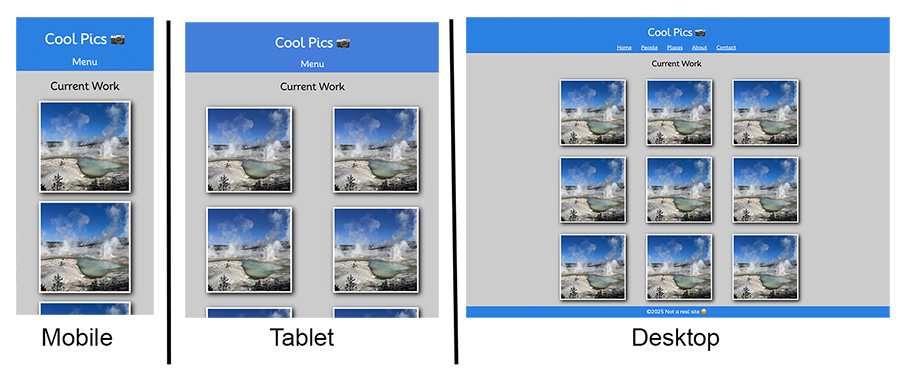 Cool Pics 📷
Menu
Current Work
Mobile
Cool Pics 📷
Menu
Current Work
Tablet
Cool Pics 📷
Home People Places About Contact
Current Work
©2025 Not a real site 😀
Desktop